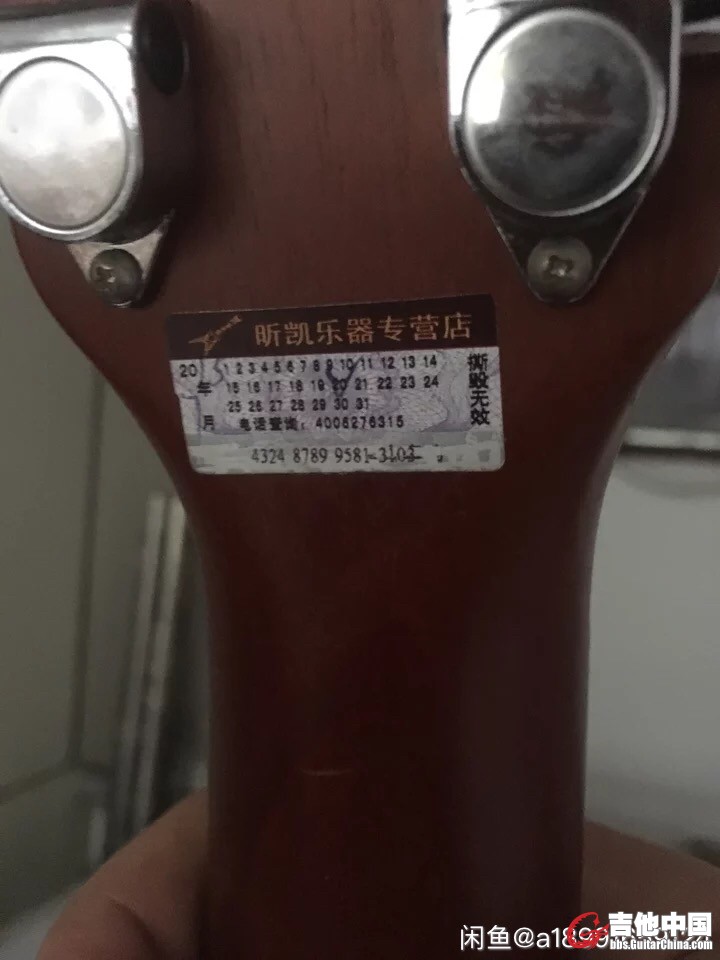 昕凯乐器专营店
20 1 2 3 4 5 6 7 8 9 10 11 12 13 14
年 15 16 17 18 19 20 21 22 23 24
25 26 27 28 29 30 31
月 电话查询：4006276315
撕毁无效
4324 8789 9581
闲鱼@a1899
吉他中国
bbs.GuitarChina.com